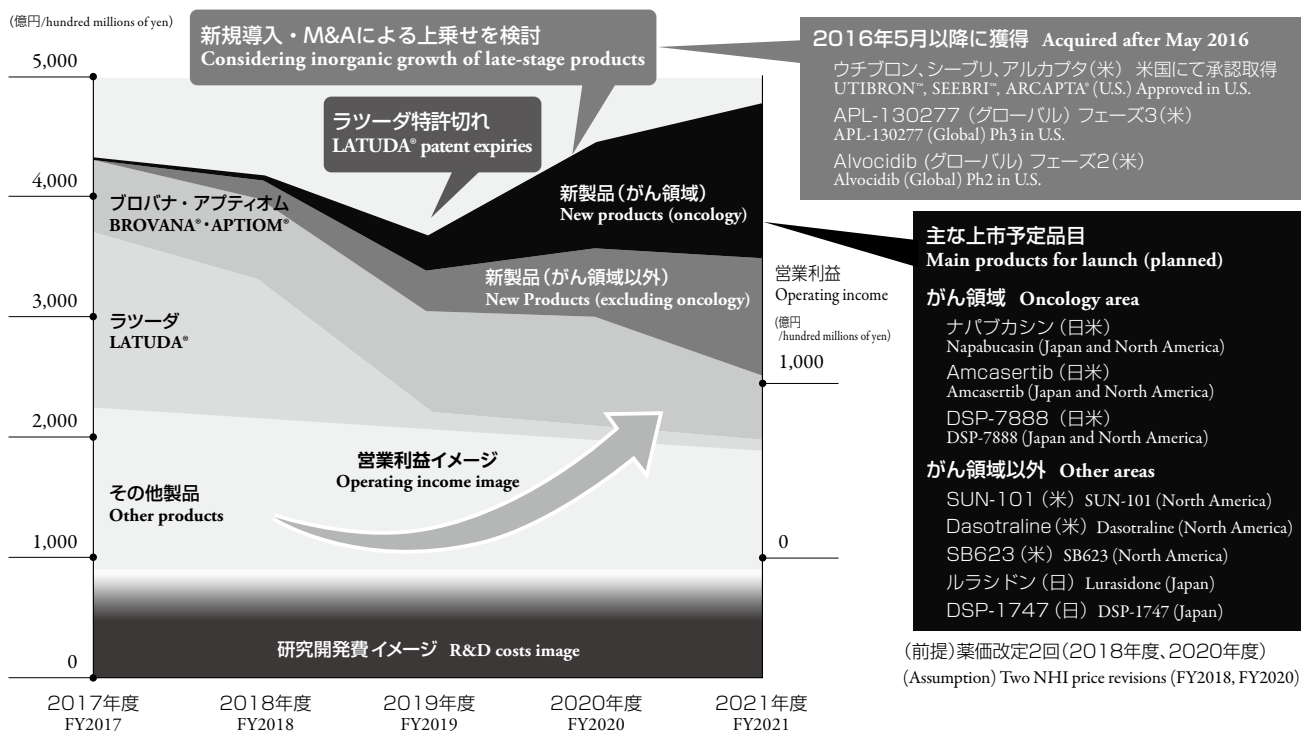 (億円/hundred millions of yen)
新規導入・M&Aによる上乗せを検討
Considering inorganic growth of late-stage products
2016年5月以降に獲得 Acquired after May 2016
ウチブロン、シーブリ、アルカプタ(米) 米国にて承認取得
UTIBRON™, SEEBRI™, ARCAPTA® (U.S.) Approved in U.S.
APL-130277 (グローバル) フェーズ3(米)
APL-130277 (Global) Ph3 in U.S.
Alvocidib (グローバル) フェーズ2(米)
Alvocidib (Global) Ph2 in U.S.
5,000
4,000
3,000
2,000
1,000
0
ラツーダ特許切れ
LATUDA® patent expiries
ブロバナ・アプティオム
BROVANA®・APTIOM®
新製品(がん領域)
New products (oncology)
新製品(がん領域以外)
New Products (excluding oncology)
ラツーダ
LATUDA®
営業利益イメージ
Operating income image
その他製品
Other products
研究開発費イメージ R&D costs image
営業利益
Operating income
(億円
/hundred millions of yen)
1,000
0
主な上市予定品目
Main products for launch (planned)
がん領域 Oncology area
ナパブカシン(日米)
Napabucasin (Japan and North America)
Amcasertib(日米)
Amcasertib (Japan and North America)
DSP-7888(日米)
DSP-7888 (Japan and North America)
がん領域以外 Other areas
SUN-101(米) SUN-101 (North America)
Dasotraline(米) Dasotraline (North America)
SB623(米) SB623 (North America)
ルラシドン(日) Lurasidone (Japan)
DSP-1747(日) DSP-1747 (Japan)
(前提)薬価改定2回(2018年度、2020年度)
(Assumption) Two NHI price revisions (FY2018, FY2020)
2017年度
FY2017
2018年度
FY2018
2019年度
FY2019
2020年度
FY2020
2021年度
FY2021